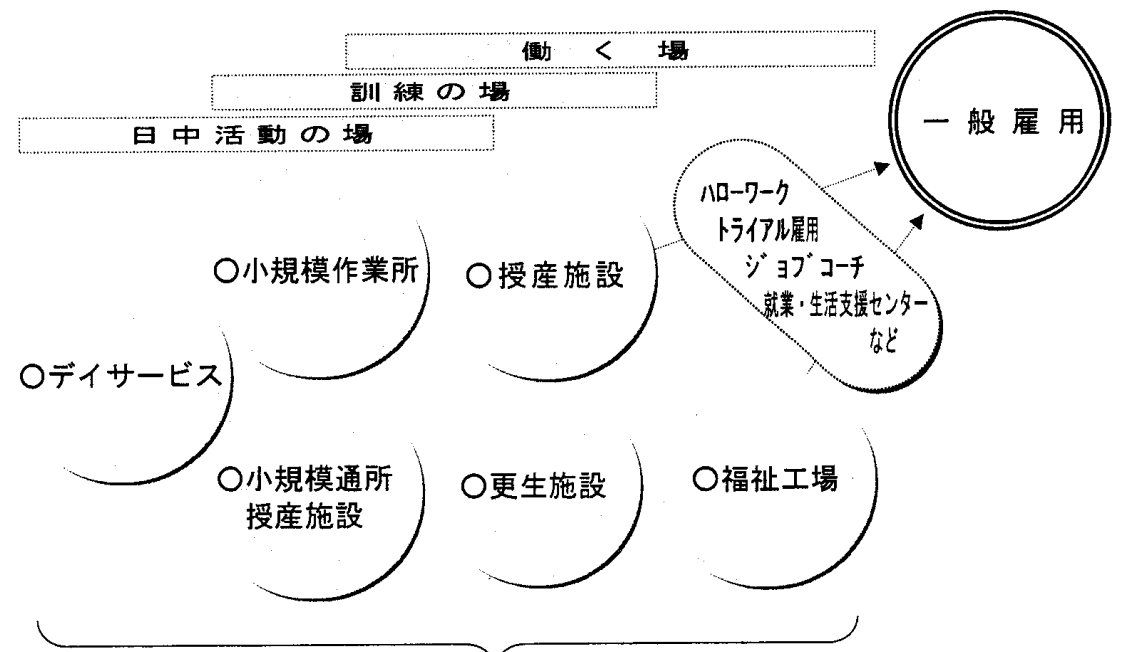 働く場
訓練の場
日中活動の場
一般雇用
ハローワーク
トライアル雇用
ジョブコーチ
就業・生活支援センター
など
○小規模作業所
○授産施設
○デイサービス
○小規模通所
授産施設
○更生施設
○福祉工場